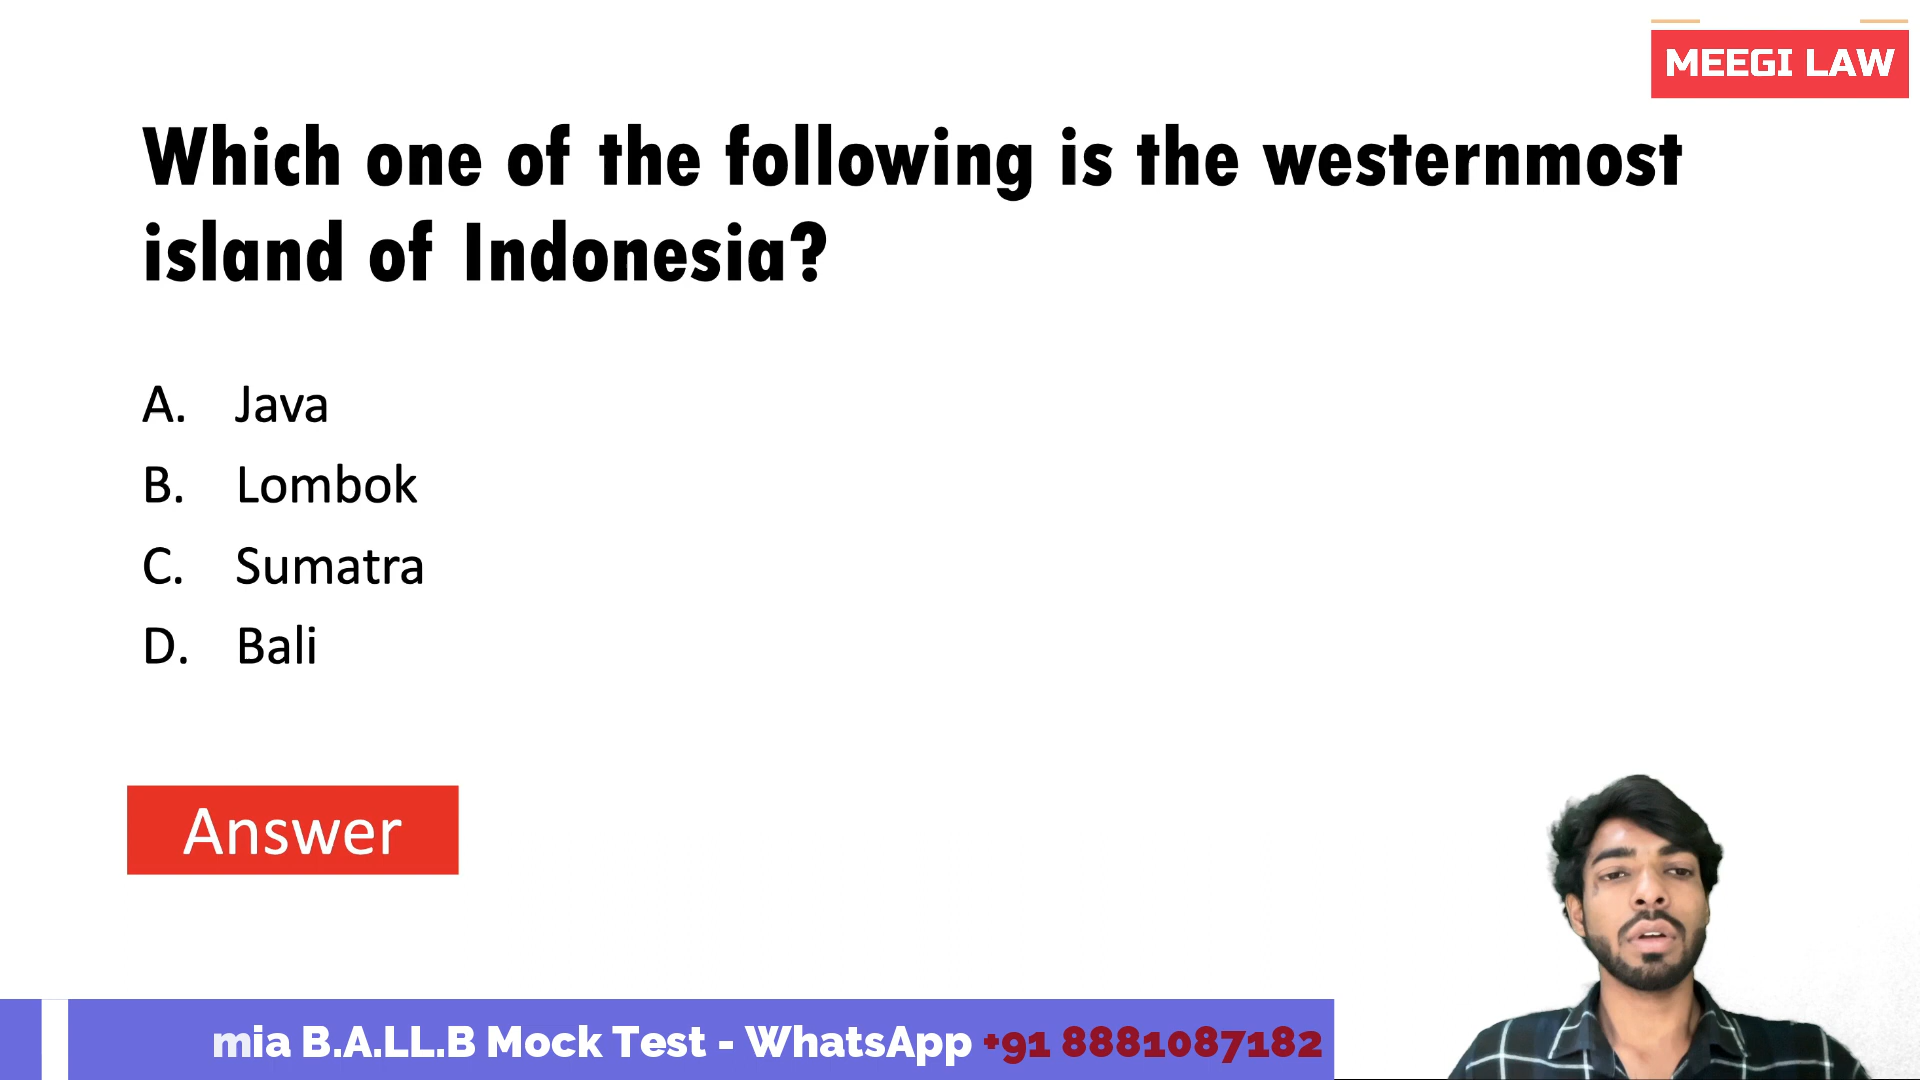 MEEGI LAW
Which one of the following is the westernmost
island of Indonesia?
A. Java
B. Lombok
C. Sumatra
D. Bali
Answer
mia B.A.LL.B Mock Test - WhatsApp +91 8881087182